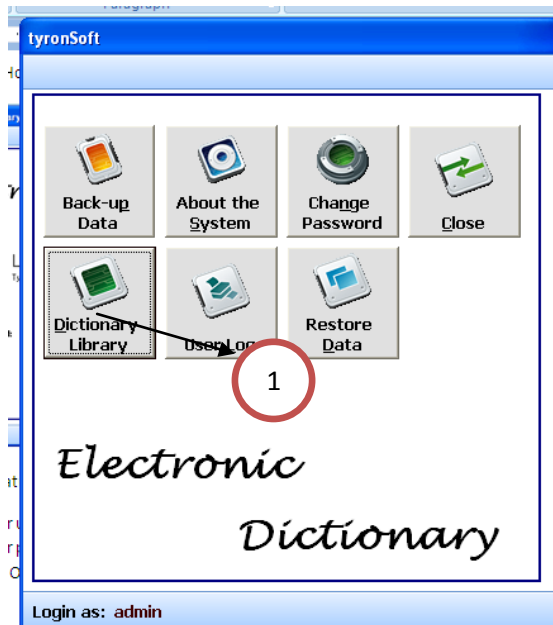 Paragraph
tyronSoft
Back-up
Data
About the
System
Change
Password
Close
Dictionary
Library
User Log
Restore
Data
1
Electronic
Dictionary
Login as: admin